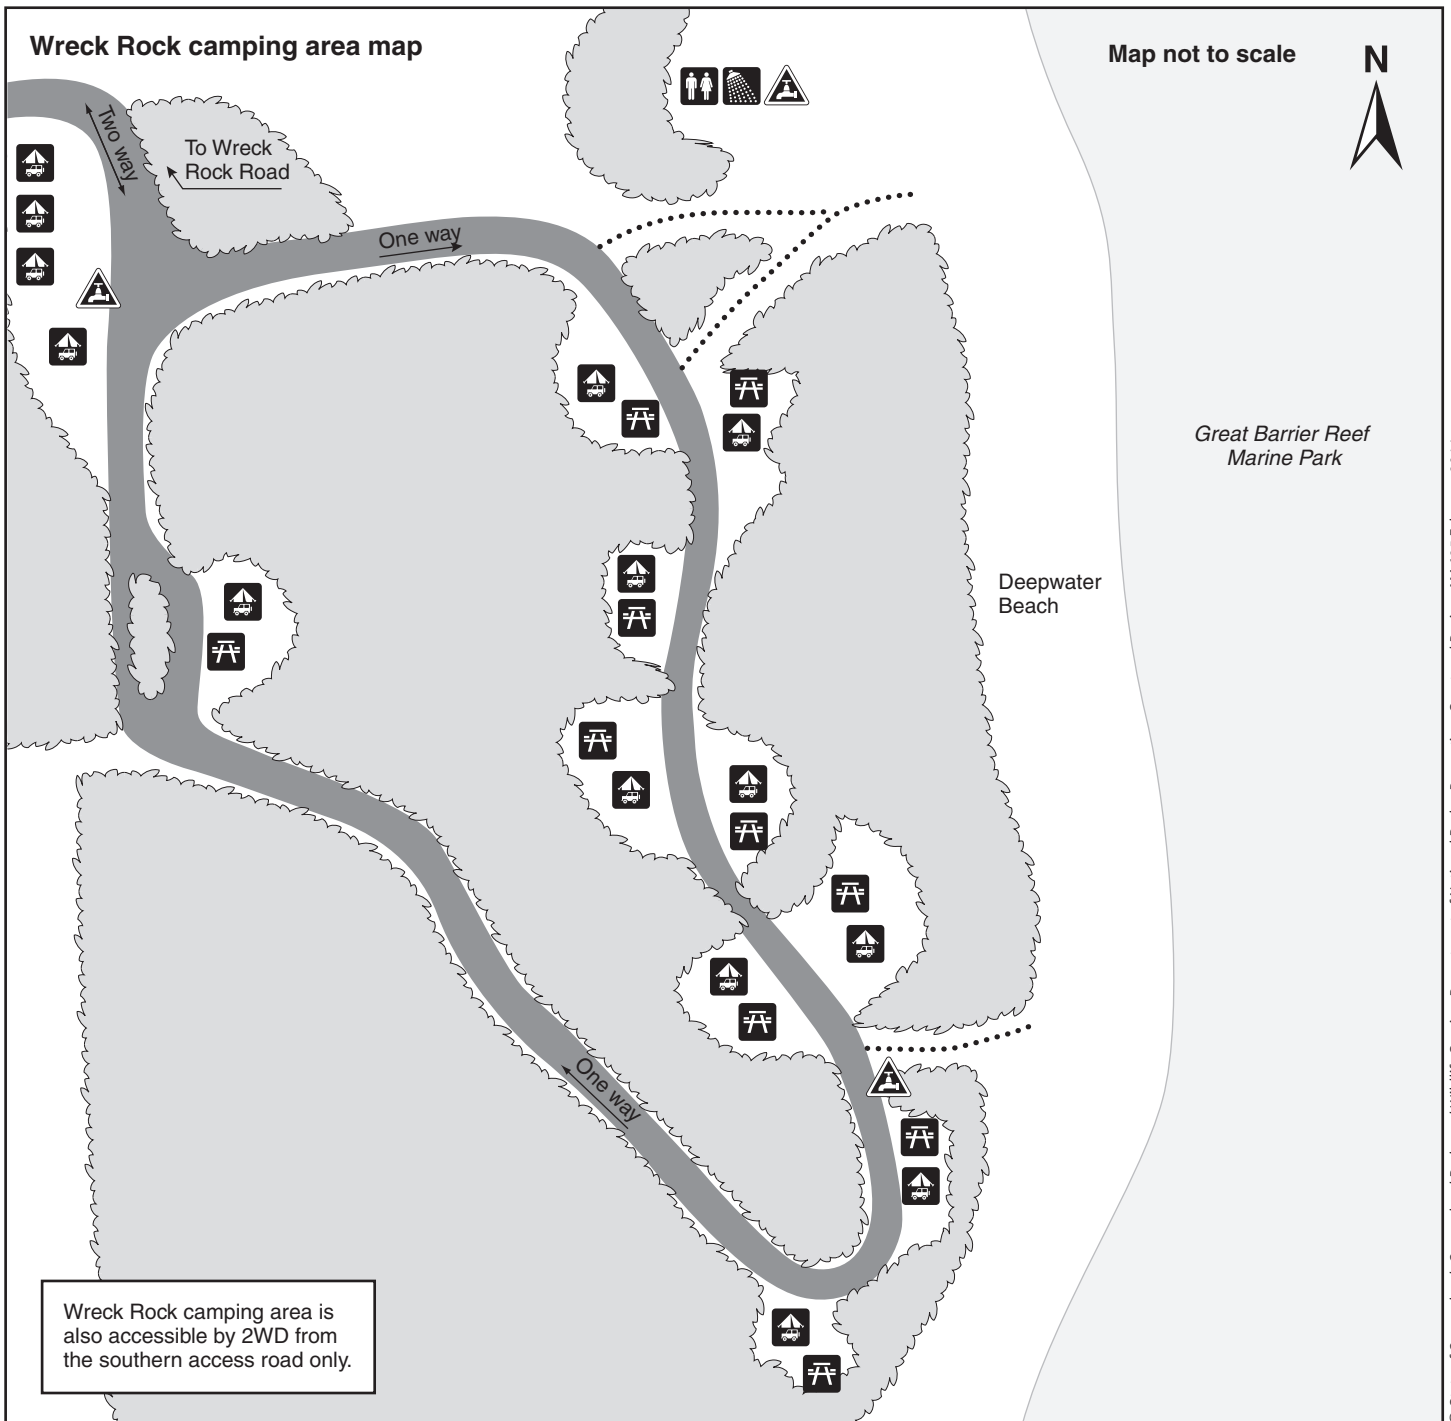 Wreck Rock camping area map
Map not to scale
N
Two way
To Wreck
Rock Road
One way
Great Barrier Reef
Marine Park
Deepwater
Beach
One way
Wreck Rock camping area is
also accessible by 2WD from
the southern access road only.